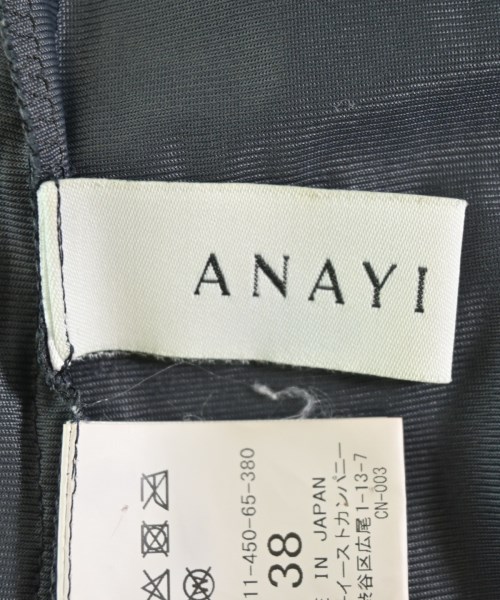 ANAYI
11-450-65-380
38
IN JAPAN
イーストカンパニー
渋谷区広尾1-13-7
CN-003